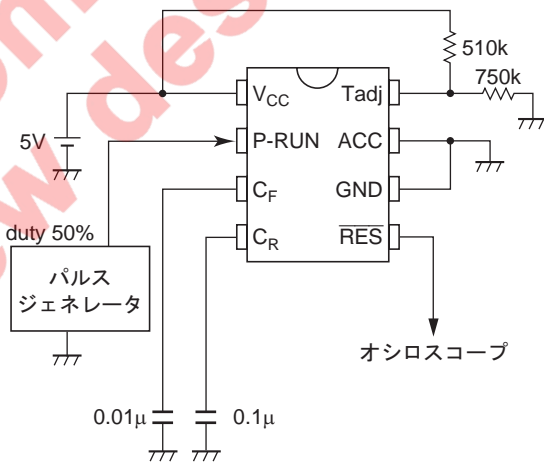 510k
750k
VCC
Tadj
5V
P-RUN
ACC
CF
GND
duty 50%
CR
RES
パルス
ジェネレータ
オシロスコープ
0.01μ
0.1μ